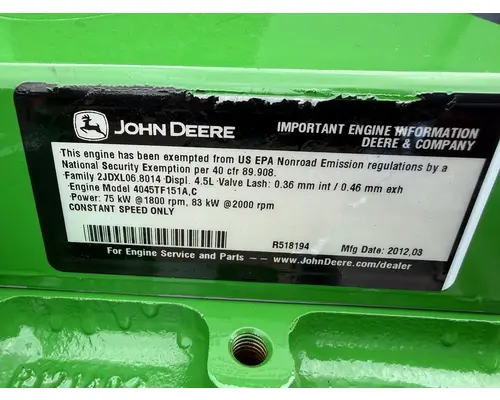 JOHN DEERE
IMPORTANT ENGINE INFORMATION
DEERE & COMPANY
This engine has been exempted from US EPA Nonroad Emission regulations by a
National Security Exemption per 40 cfr 89.908.
Family 2JDXL06.8014 Displ. 4.5L Valve Lash: 0.36 mm int / 0.46 mm exh
Engine Model 4045TF151A,C
Power: 75 kW @1800 rpm, 83 kW @2000 rpm
CONSTANT SPEED ONLY
R518194 Mfg Date: 2012,03
For Engine Service and Parts -- www.JohnDeere.com/dealer